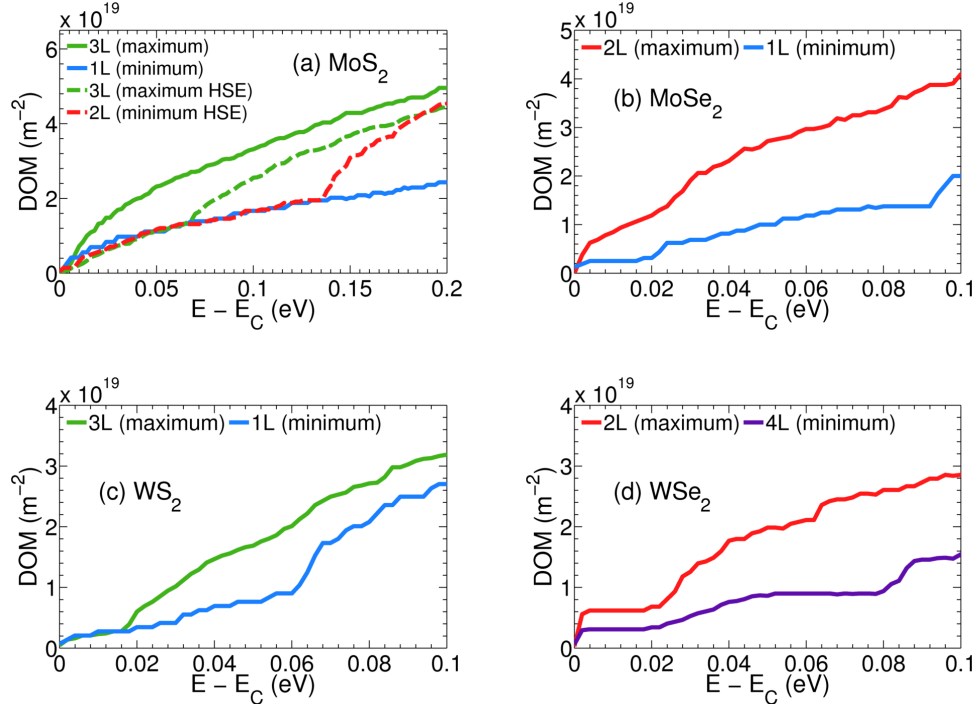 x 10^19
6
4
2
0
DOM (m^−2)
3L (maximum)
1L (minimum)
3L (maximum HSE)
2L (minimum HSE)
(a) MoS_2
0 0.05 0.1 0.15 0.2
E − E_C (eV)
x 10^19
5
4
3
2
1
0
DOM (m^−2)
2L (maximum) 1L (minimum)
(b) MoSe_2
0 0.02 0.04 0.06 0.08 0.1
E − E_C (eV)
x 10^19
4
3
2
1
0
DOM (m^−2)
3L (maximum) 1L (minimum)
(c) WS_2
0 0.02 0.04 0.06 0.08 0.1
E − E_C (eV)
x 10^19
4
3
2
1
0
DOM (m^−2)
2L (maximum) 4L (minimum)
(d) WSe_2
0 0.02 0.04 0.06 0.08 0.1
E − E_C (eV)